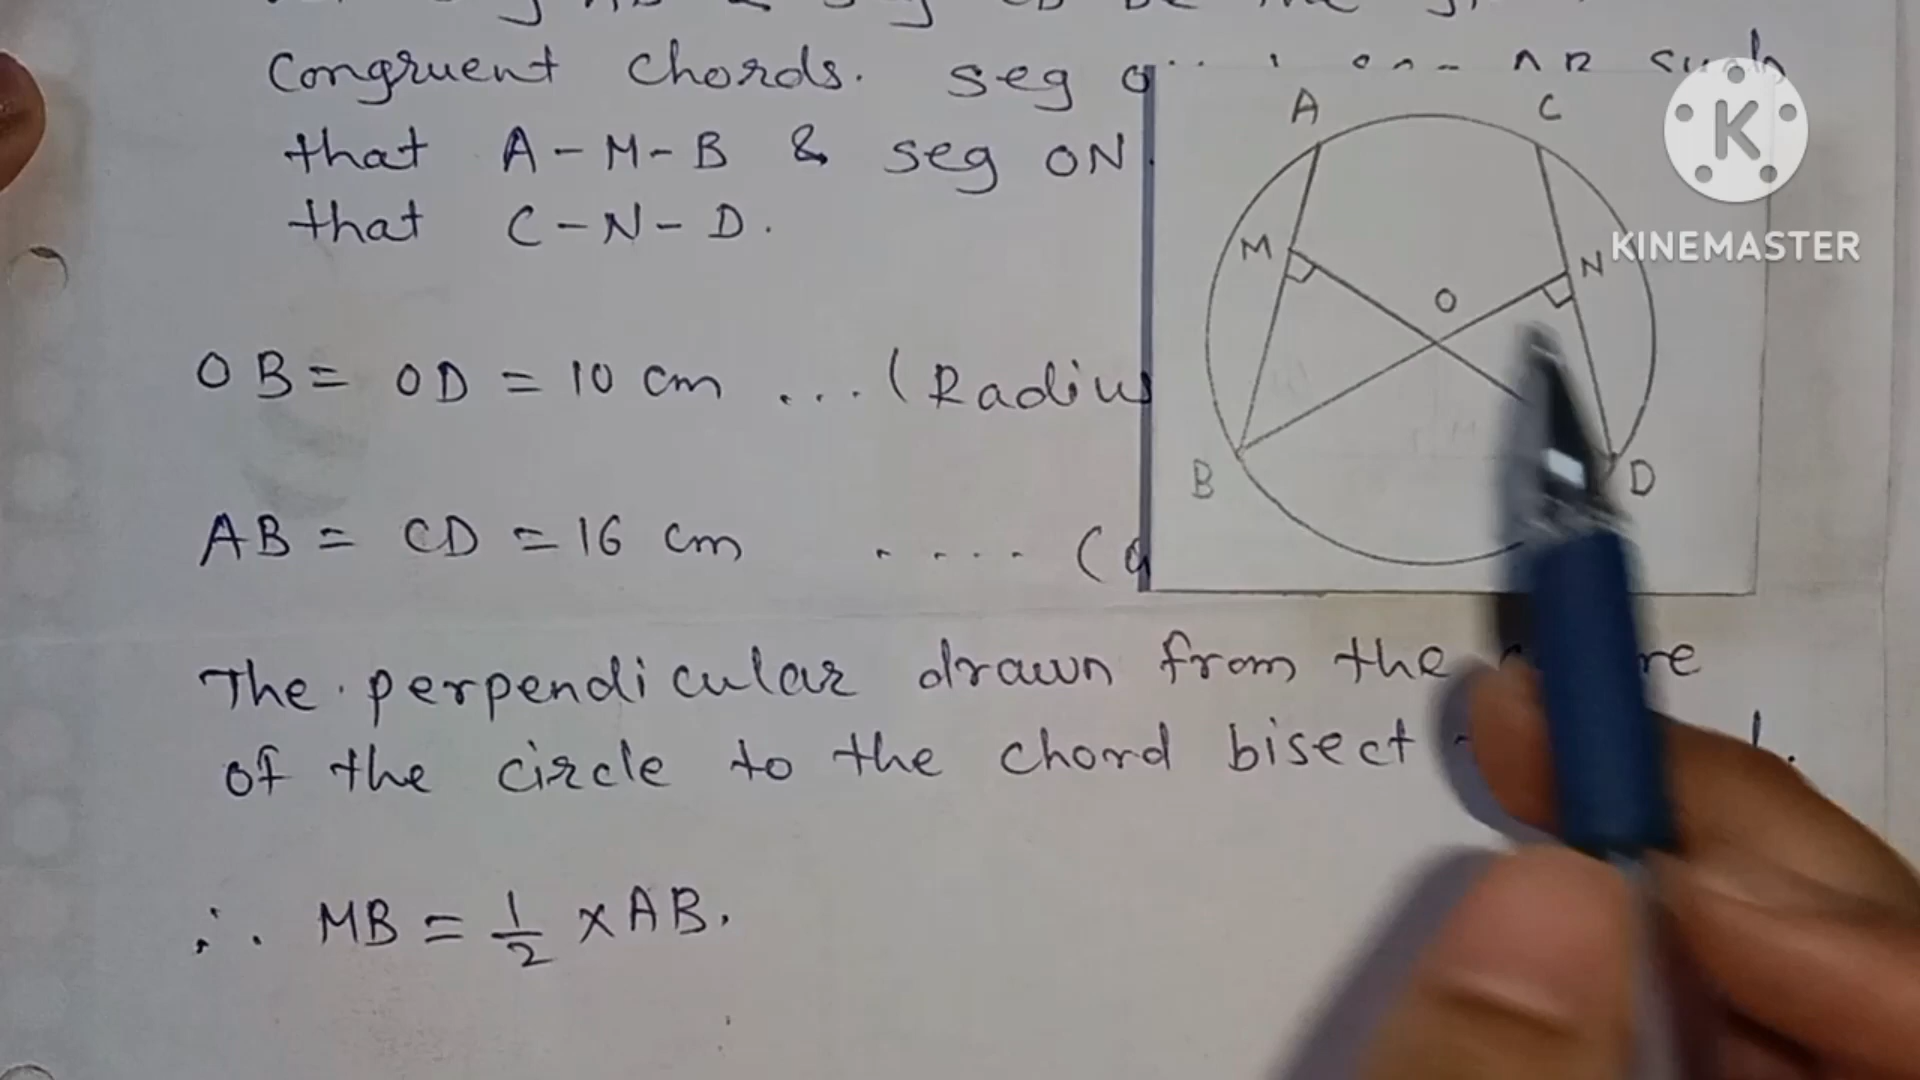 Congruent chords. seg
that A-M-B & seg ON
that C-N-D.
A
C
M
N
O
B
D
K
KINEMASTER
OB = OD = 10 cm ... (Radius
AB = CD = 16 cm .... (
The perpendicular drawn from the
of the circle to the chord bisect
∴ MB = 1/2 × AB.